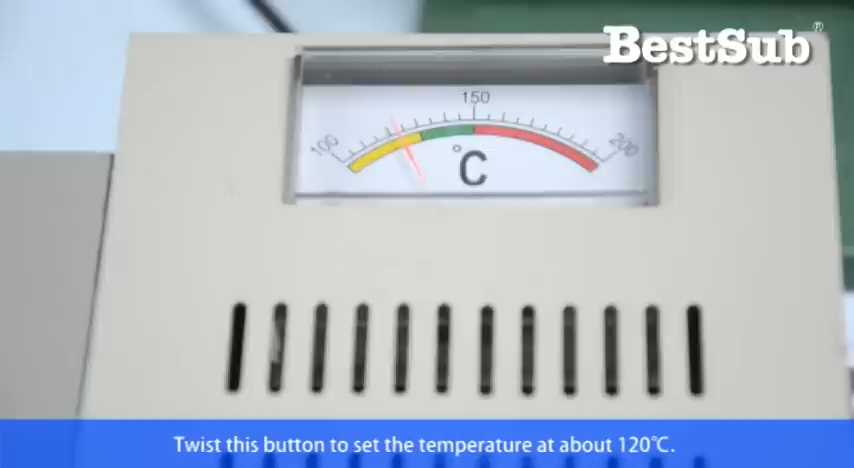 BestSub®
150
100
200
°C
Twist this button to set the temperature at about 120℃.